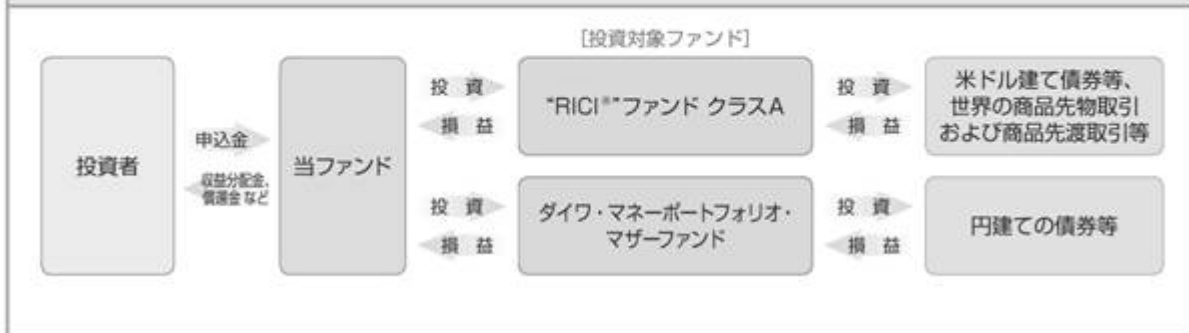 [投資対象ファンド]
投資者
申込金
収益分配金、
償還金 など
当ファンド
投 資
損 益
"RICI®"ファンド クラスA
投 資
損 益
米ドル建て債券等、
世界の商品先物取引
および商品先渡取引等
投 資
損 益
ダイワ・マネーポートフォリオ・
マザーファンド
投 資
損 益
円建ての債券等